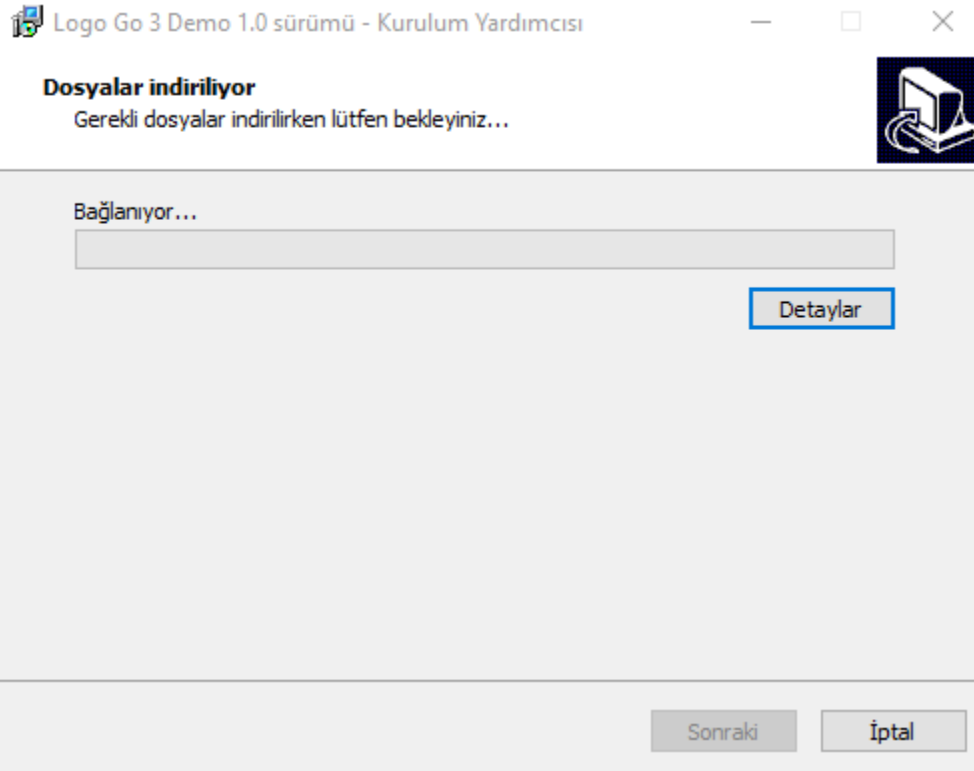 Logo Go 3 Demo 1.0 sürümü - Kurulum Yardımcısı
Dosyalar indiriliyor
Gerekli dosyalar indirilirken lütfen bekleyiniz...
Bağlanıyor...
Detaylar
Sonraki
İptal